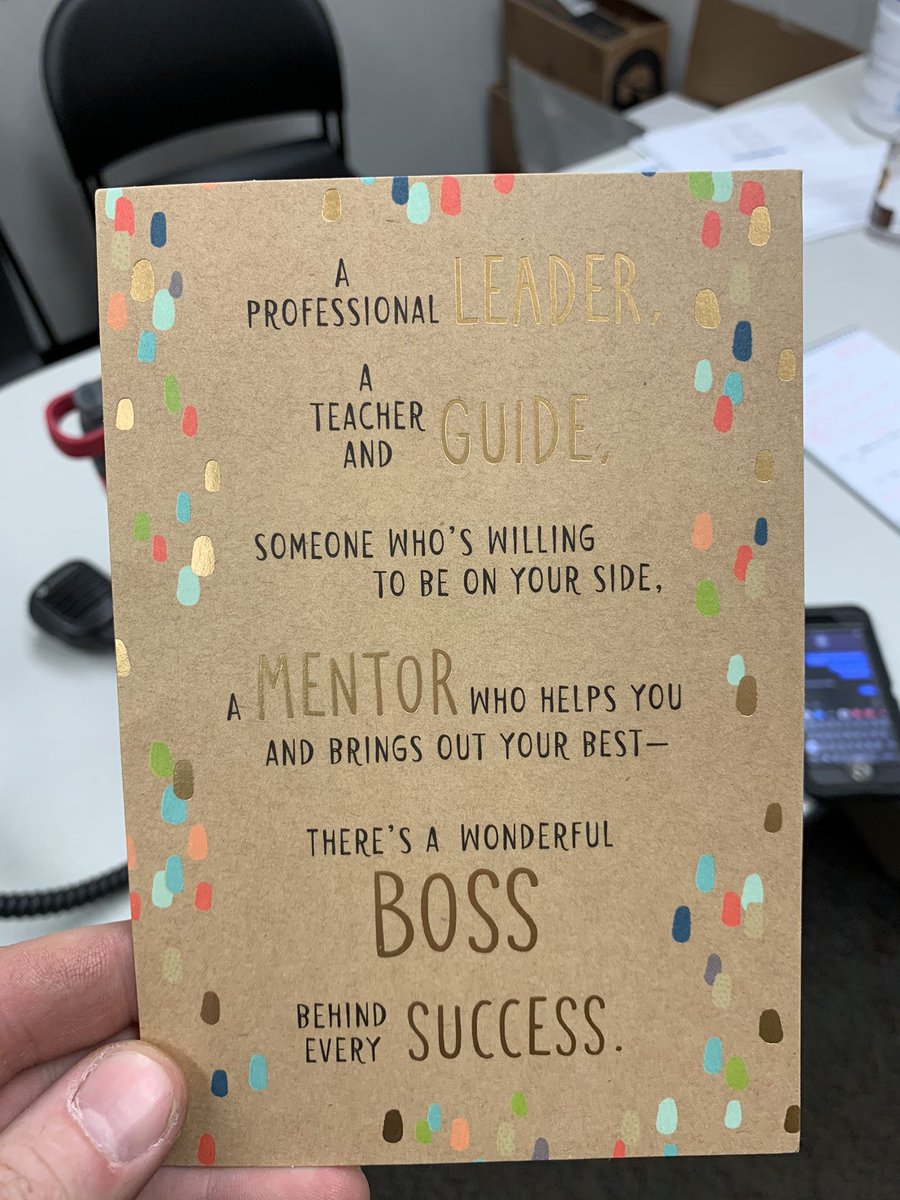 A
PROFESSIONAL LEADER,
A
TEACHER
AND GUIDE,
SOMEONE WHO'S WILLING
TO BE ON YOUR SIDE,
A MENTOR WHO HELPS YOU
AND BRINGS OUT YOUR BEST—
THERE'S A WONDERFUL
BOSS
BEHIND
EVERY SUCCESS.